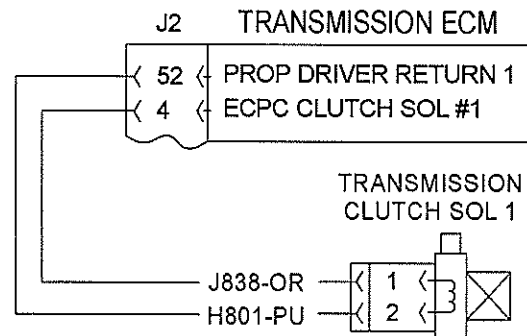 J2 TRANSMISSION ECM
52 PROP DRIVER RETURN 1
4 ECPC CLUTCH SOL #1
TRANSMISSION
CLUTCH SOL 1
J838-OR 1
H801-PU 2